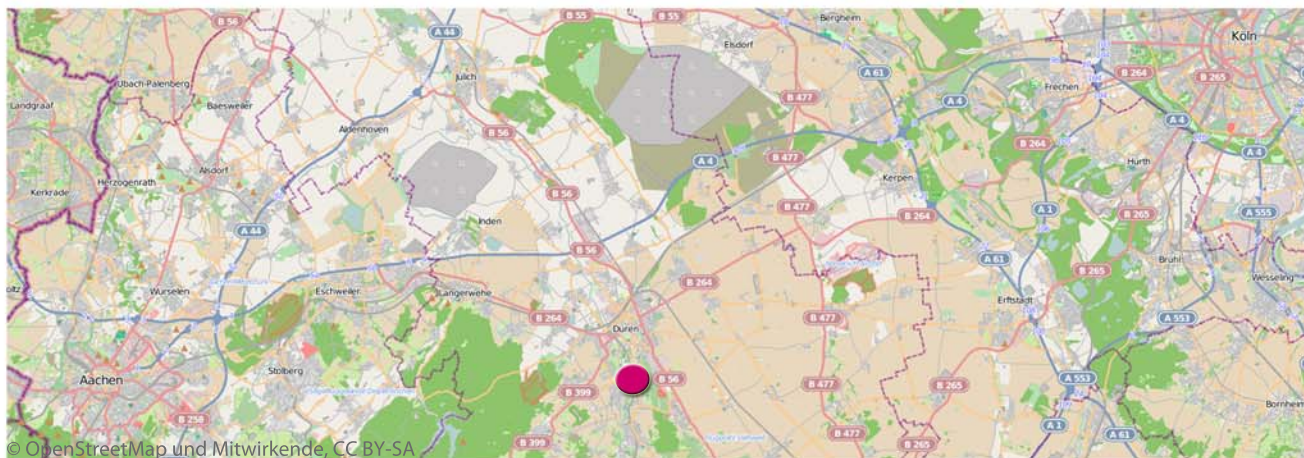 B 56
B 55
B 55
Bergheim
A 44
Elsdorf
Köln
Übach-Palenberg
Jülich
A 61
B 264
B 265
Landgraaf
Baesweiler
B 477
A 4
Frechen
Aldenhoven
B 56
A 4
B 264
A 4
Alsdorf
A 4
B 477
Hürth
Kerkrade
Herzogenrath
Kerpen
B 56
B 477
B 264
A 1
B 265
A 555
Inden
A 44
B 56
A 61
Brühl
B 265
Wesseling
Würselen
Eschweiler
Langerwehe
B 264
Erftstadt
B 264
B 477
A 553
Düren
Aachen
Stolberg
B 399
B 56
B 477
B 265
A 553
Bornheim
B 258
B 399
B 477
B 265
A 1
A 61
© OpenStreetMap und Mitwirkende, CC BY-SA